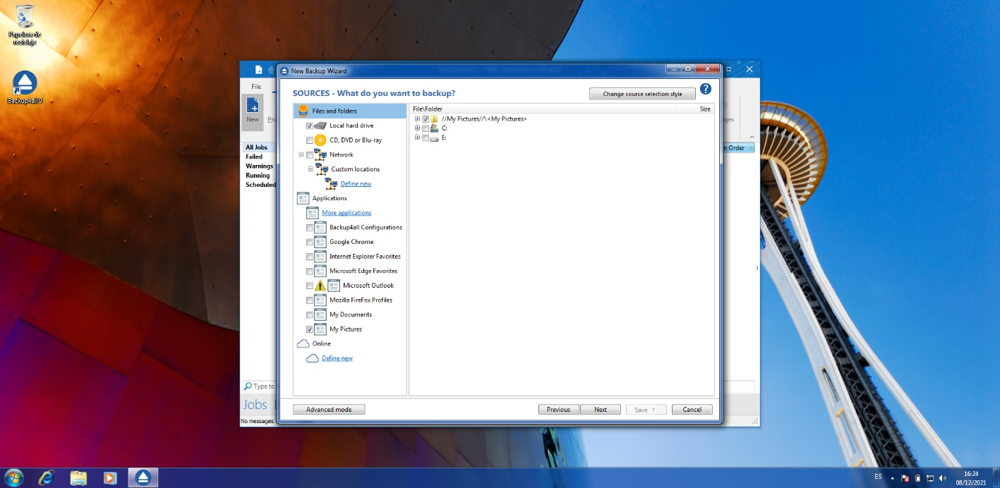 Papelera de
reciclaje
Backup4all 9
New Backup Wizard
File
New
All Jobs
Failed
Warnings
Running
Scheduled
Type to
Jobs
No messages
n Order
ges
SOURCES - What do you want to backup?
Change source selection style
?
Files and folders
Local hard drive
CD, DVD or Blu-ray
Network
Custom locations
Define new
Applications
More applications
Backup4all Configurations
Google Chrome
Internet Explorer Favorites
Microsoft Edge Favorites
Microsoft Outlook
Mozilla FireFox Profiles
My Documents
My Pictures
Online
Define new
File\Folder Size
//My Pictures//\<My Pictures>
C:
E:
Advanced mode Previous Next Save Cancel
ES
16:24
08/12/2021